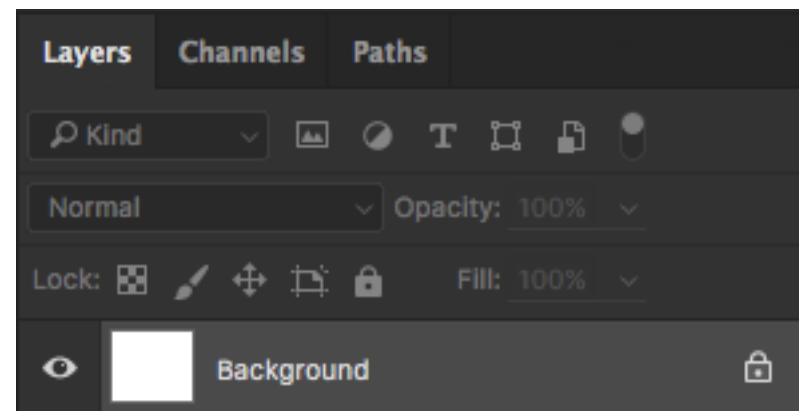 Layers Channels Paths
Kind
Normal Opacity: 100%
Lock: Fill: 100%
Background